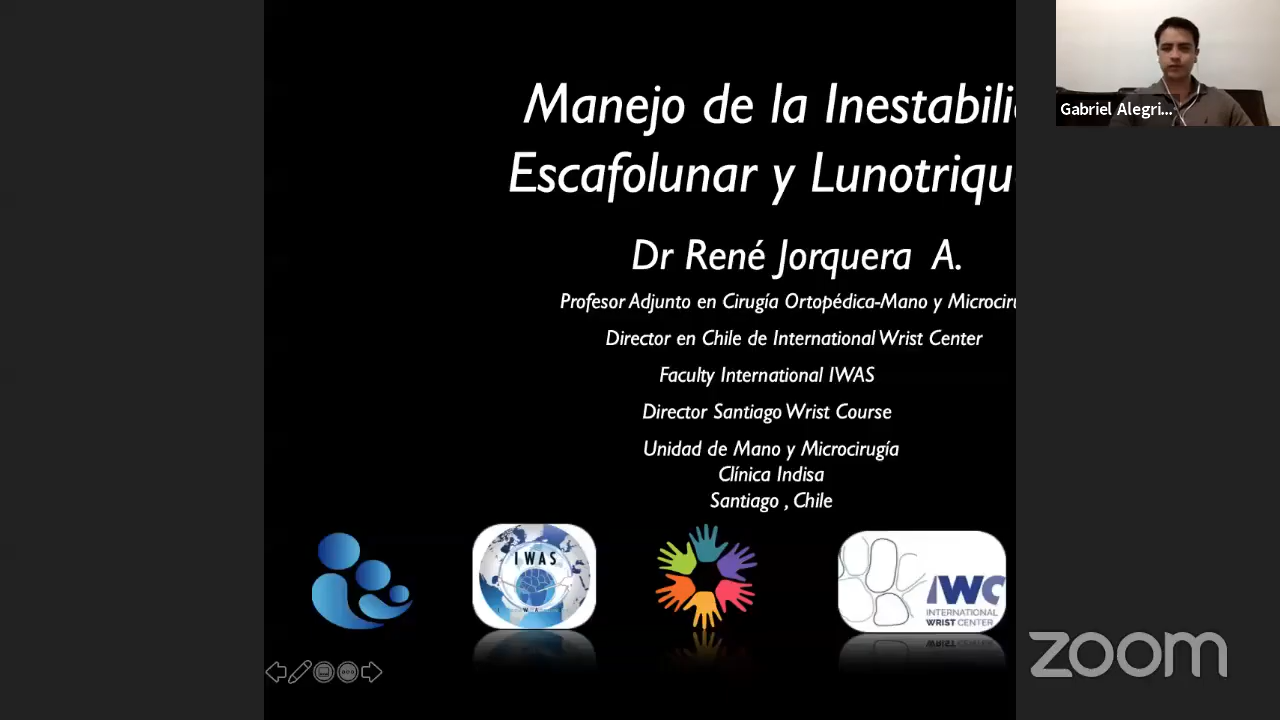 Manejo de la Inestabili
Escafolunar y Lunotriqu
Dr René Jorquera A.
Profesor Adjunto en Cirugía Ortopédica-Mano y Microciru
Director en Chile de International Wrist Center
Faculty International IWAS
Director Santiago Wrist Course
Unidad de Mano y Microcirugía
Clínica Indisa
Santiago , Chile
Gabriel Alegri...
IWAS
IWC
INTERNATIONAL
WRIST CENTER
zoom